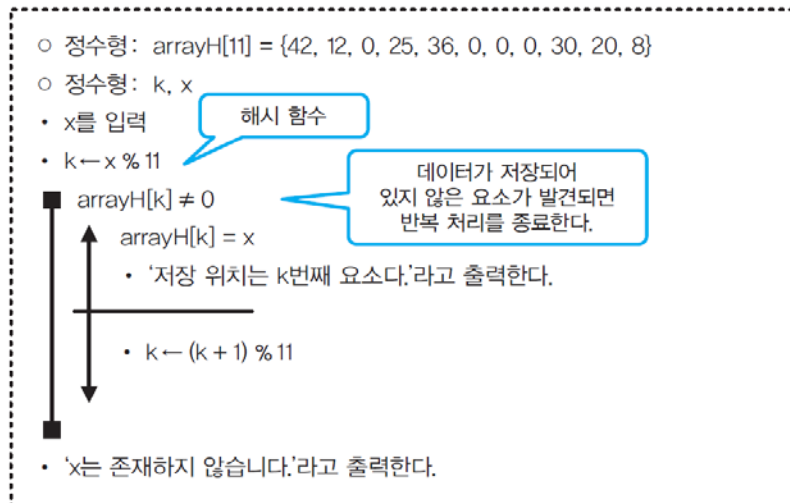 ○ 정수형: arrayH[11] = {42, 12, 0, 25, 36, 0, 0, 0, 30, 20, 8}
○ 정수형: k, x
• x를 입력
해시 함수
• k←x % 11
데이터가 저장되어
있지 않은 요소가 발견되면
반복 처리를 종료한다.
arrayH[k] ≠ 0
arrayH[k] = x
• ‘저장 위치는 k번째 요소다.’라고 출력한다.
• k ← (k + 1) % 11
• ‘x는 존재하지 않습니다.’라고 출력한다.